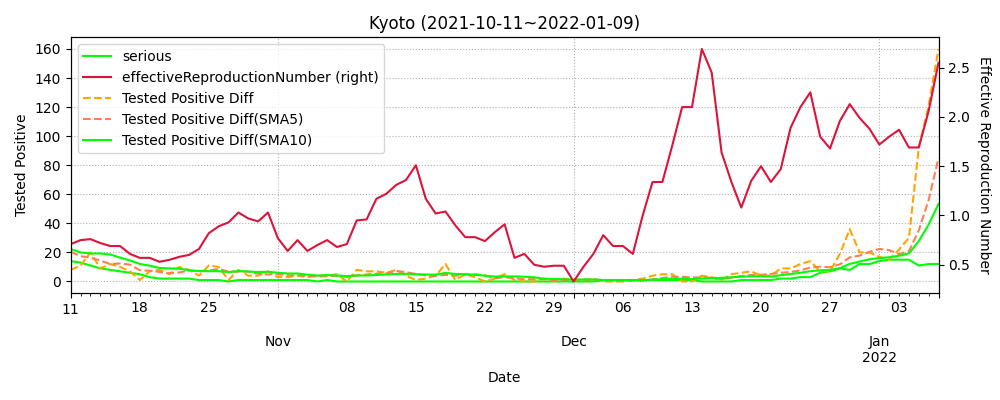 Kyoto (2021-10-11~2022-01-09)
serious
effectiveReproductionNumber (right)
Tested Positive Diff
Tested Positive Diff(SMA5)
Tested Positive Diff(SMA10)
Tested Positive
160
140
120
100
80
60
40
20
0
2.5
2.0
1.5
1.0
0.5
Effective Reproduction Number
11 18 25 08 15 22 29 06 13 20 27 03
Nov Dec Jan
2022
Date